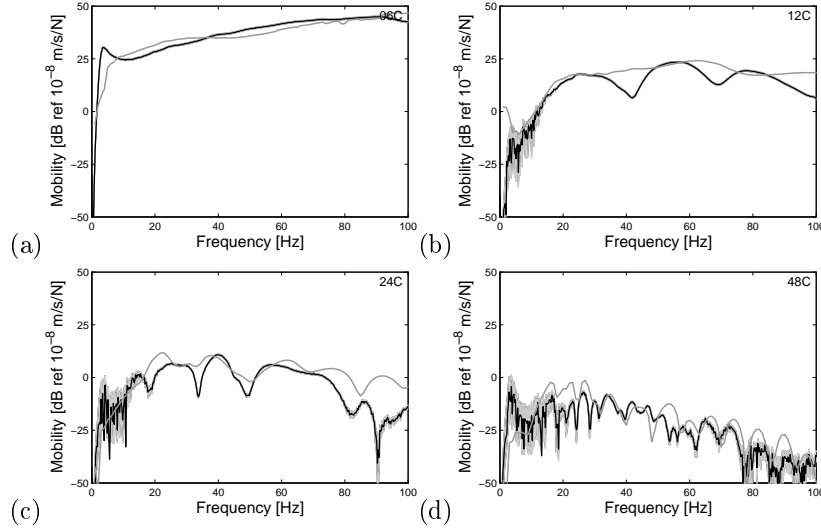 50
25
0
−25
−50
0 20 40 60 80 100
Mobility [dB ref 10⁻⁸ m/s/N]
Frequency [Hz]
06C
(a)
50
25
0
−25
−50
0 20 40 60 80 100
Mobility [dB ref 10⁻⁸ m/s/N]
Frequency [Hz]
12C
(b)
50
25
0
−25
−50
0 20 40 60 80 100
Mobility [dB ref 10⁻⁸ m/s/N]
Frequency [Hz]
24C
(c)
50
25
0
−25
−50
0 20 40 60 80 100
Mobility [dB ref 10⁻⁸ m/s/N]
Frequency [Hz]
48C
(d)